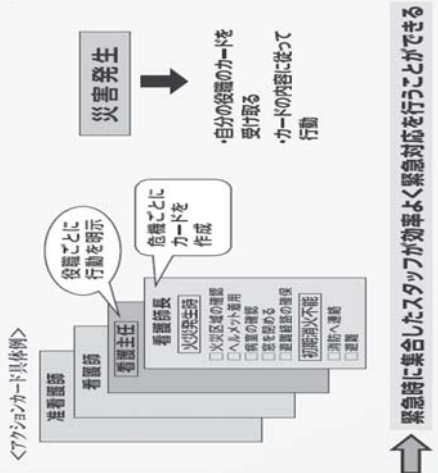 <アクションカード具体例>
准看護師
看護師
看護主任
看護師長
火災発生時
□火災区域の確認
□ヘルメット着用
□病室の確認
□窓を閉める
□避難経路の確保
初期消火不能
□消防へ連絡
□避難
役職ごとに
行動を明示
危機ごとに
カードを
作成
災害発生
・自分の役職のカードを
受け取る
・カードの内容に従って
行動
緊急時に集合したスタッフが効率よく緊急対応を行うことができる